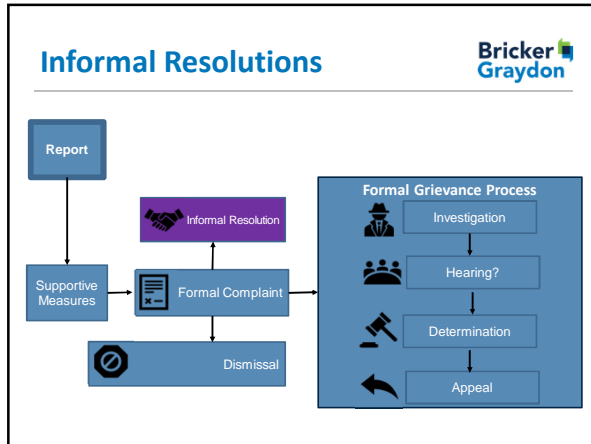 Informal Resolutions
Bricker
Graydon
Report
Formal Grievance Process
Investigation
Informal Resolution
Hearing?
Supportive
Measures
Formal Complaint
Determination
Dismissal
Appeal